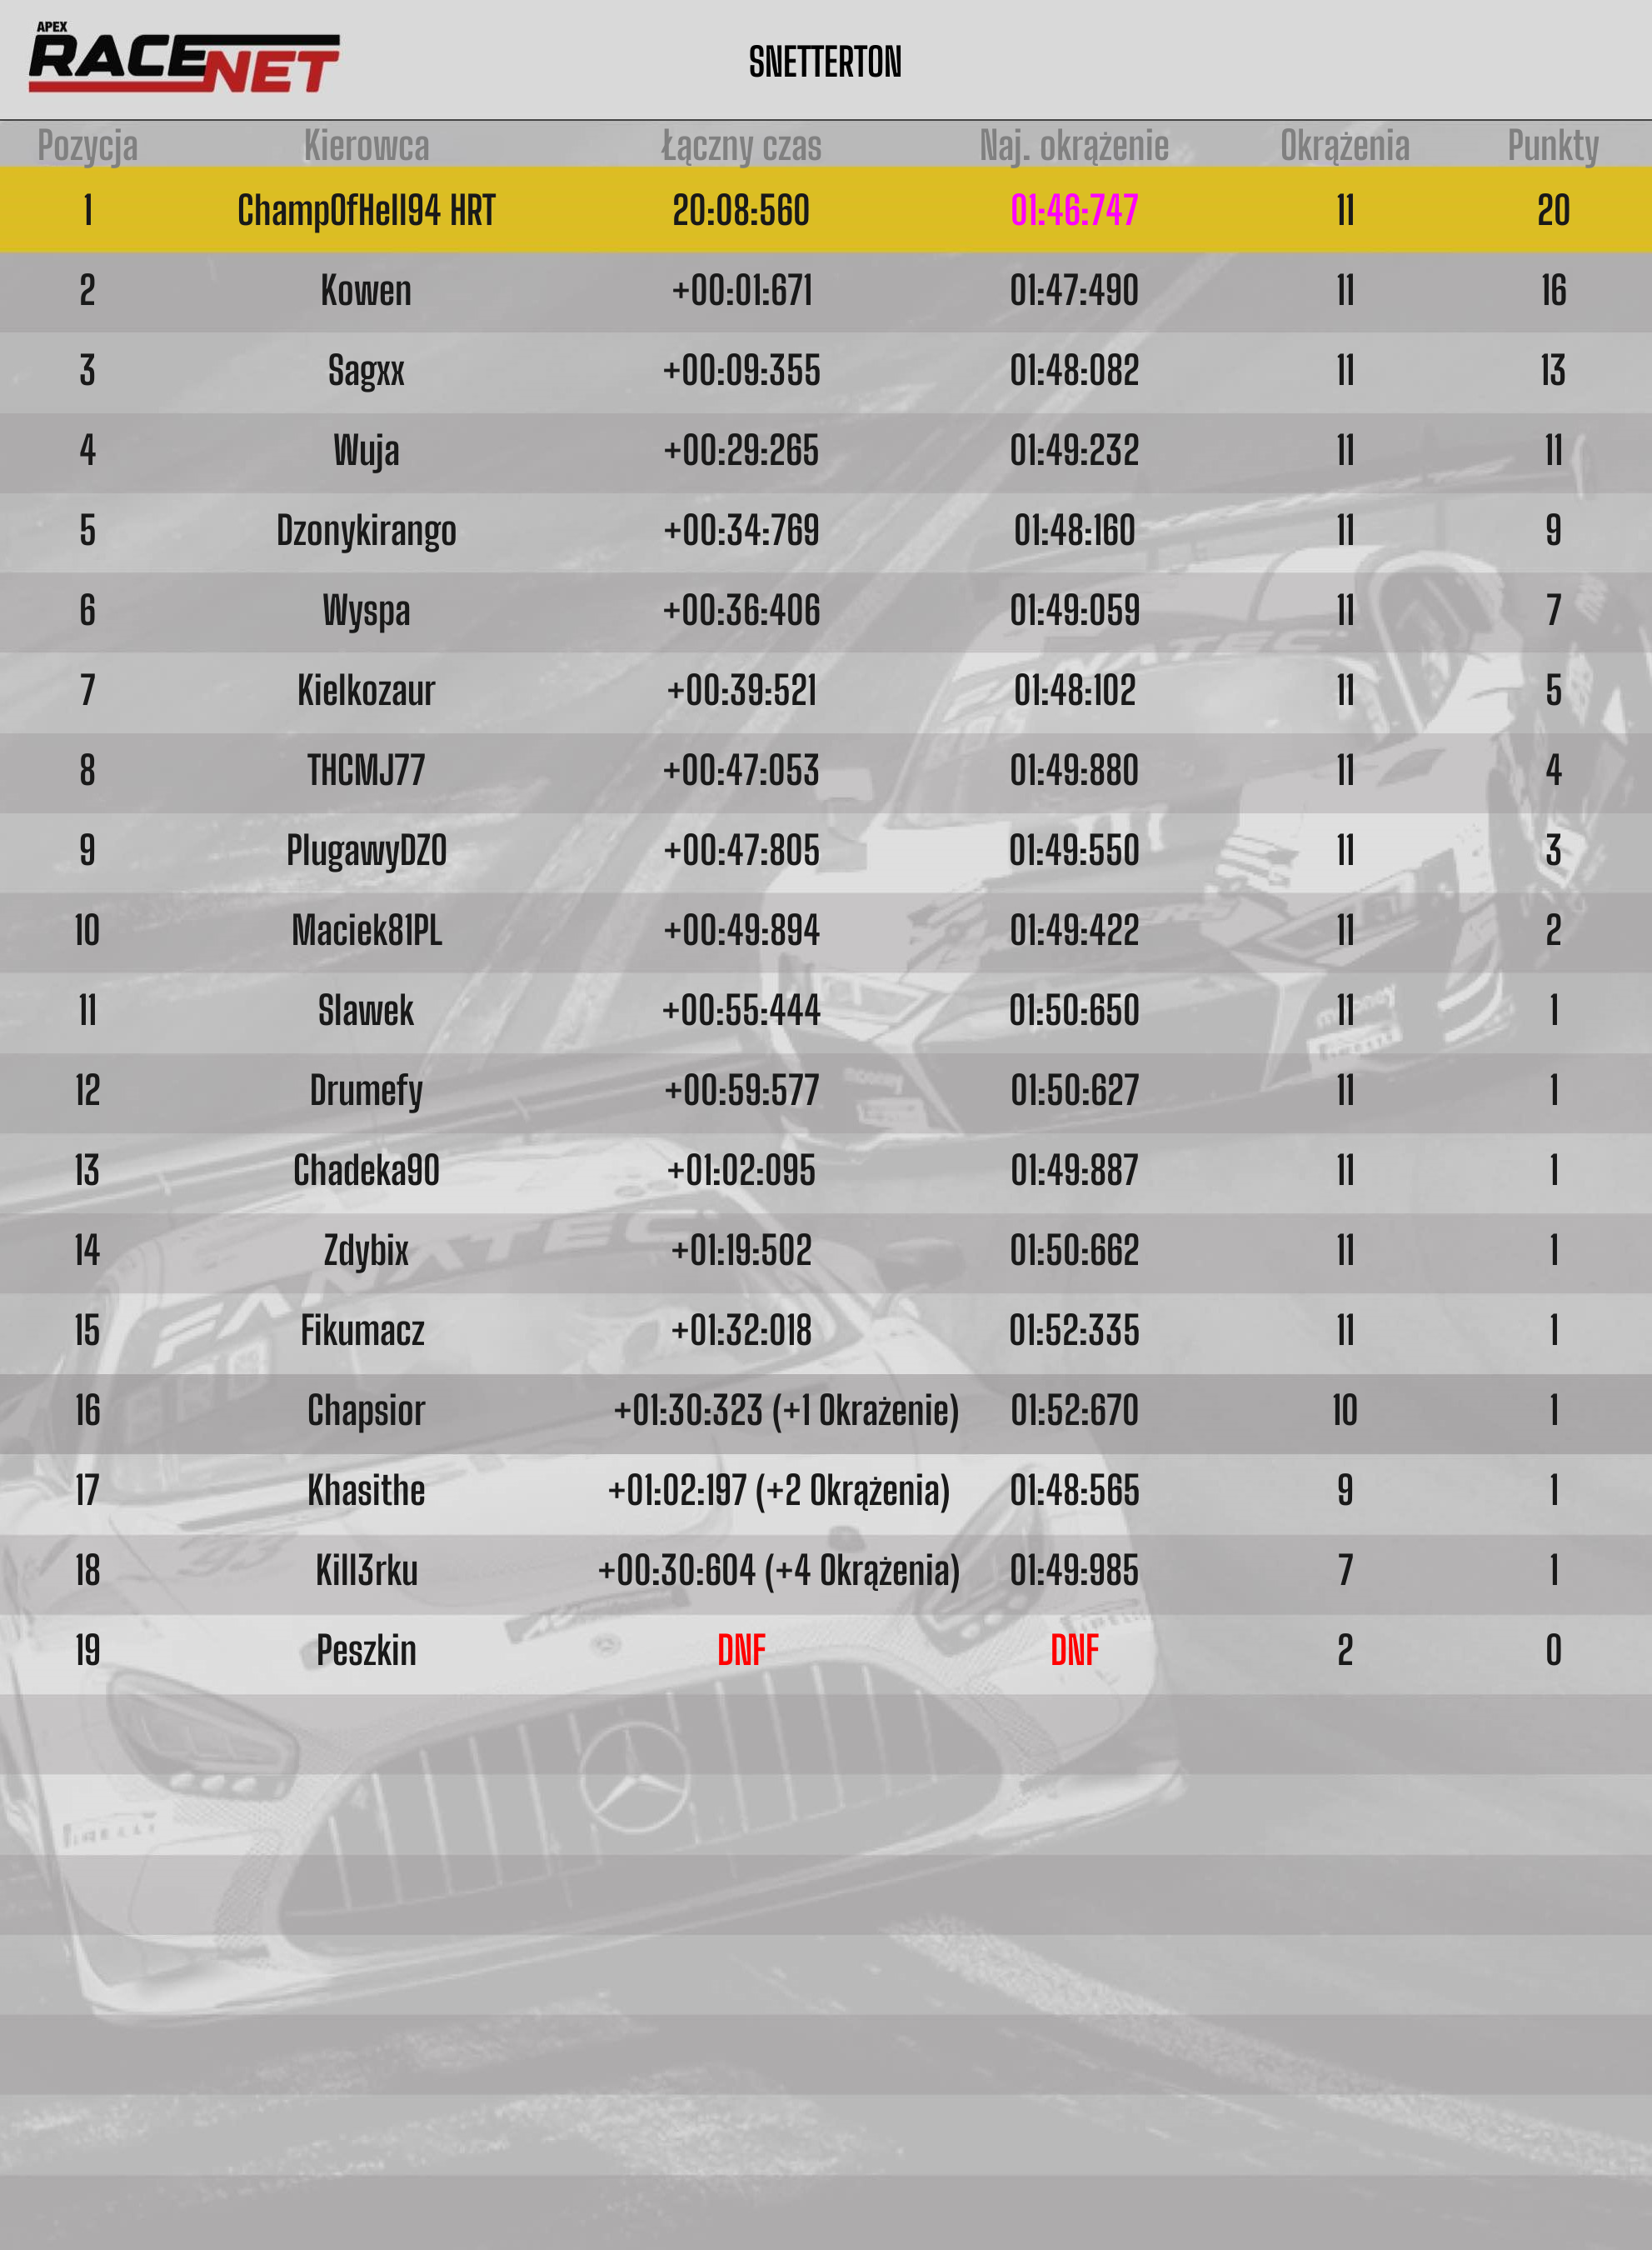 APEX
RACENET
SNETTERTON
Pozycja Kierowca Łączny czas Naj. okrążenie Okrążenia Punkty
1 ChampOfHell94 HRT 20:08:560 01:46:747 11 20
2 Kowen +00:01:671 01:47:490 11 16
3 Sagxx +00:09:355 01:48:082 11 13
4 Wuja +00:29:265 01:49:232 11 11
5 Dzonykirango +00:34:769 01:48:160 11 9
6 Wyspa +00:36:406 01:49:059 11 7
7 Kielkozaur +00:39:521 01:48:102 11 5
8 THCMJ77 +00:47:053 01:49:880 11 4
9 PlugawyDZO +00:47:805 01:49:550 11 3
10 Maciek81PL +00:49:894 01:49:422 11 2
11 Slawek +00:55:444 01:50:650 11 1
12 Drumefy +00:59:577 01:50:627 11 1
13 Chadeka90 +01:02:095 01:49:887 11 1
14 Zdybix +01:19:502 01:50:662 11 1
15 Fikumacz +01:32:018 01:52:335 11 1
16 Chapsior +01:30:323 (+1 Okrażenie) 01:52:670 10 1
17 Khasithe +01:02:197 (+2 Okrążenia) 01:48:565 9 1
18 Kill3rku +00:30:604 (+4 Okrążenia) 01:49:985 7 1
19 Peszkin DNF DNF 2 0
FANATEC
FANATEC
PIRELLI